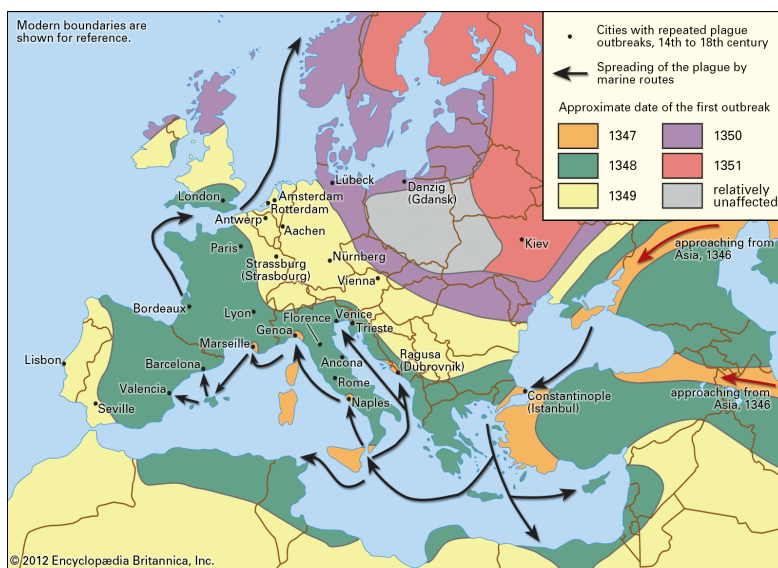 Modern boundaries are
shown for reference.
Cities with repeated plague
outbreaks, 14th to 18th century
Spreading of the plague by
marine routes
Approximate date of the first outbreak
1347
1350
1348
1351
1349
relatively
unaffected
Lübeck
Danzig
(Gdansk)
London
Amsterdam
Rotterdam
Antwerp
Aachen
Kiev
approaching from
Asia, 1346
Paris
Nürnberg
Strassburg
(Strasbourg)
Vienna
Bordeaux
Lyon
Florence
Venice
Trieste
Genoa
Marseille
Lisbon
Barcelona
Ancona
Ragusa
(Dubrovnik)
Valencia
Rome
Constantinople
(Istanbul)
approaching from
Asia, 1346
Seville
Naples
© 2012 Encyclopædia Britannica, Inc.